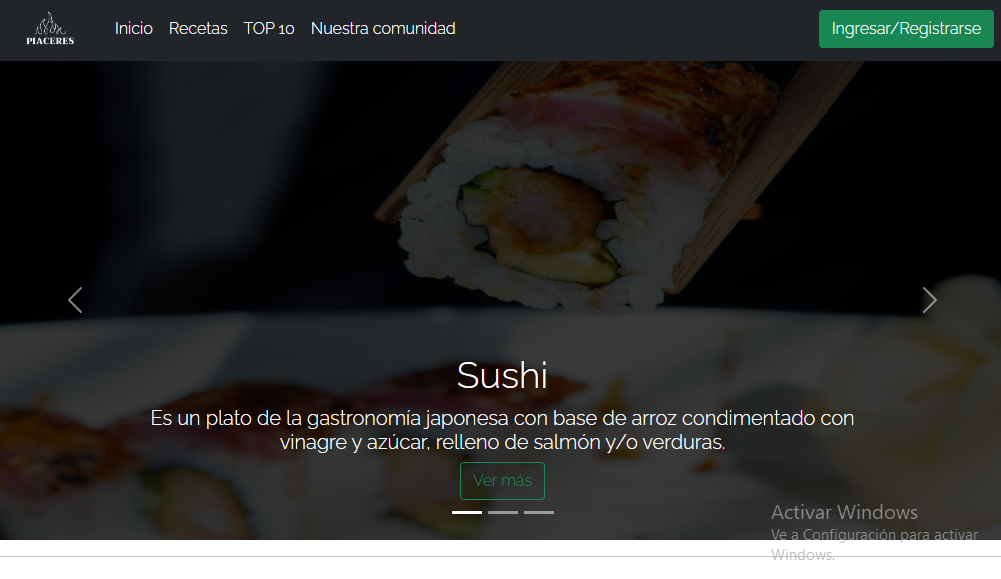 PIACERES
Inicio Recetas TOP 10 Nuestra comunidad Ingresar/Registrarse
Sushi
Es un plato de la gastronomía japonesa con base de arroz condimentado con
vinagre y azúcar, relleno de salmón y/o verduras.
Ver más
Activar Windows
Ve a Configuración para activar
Windows.